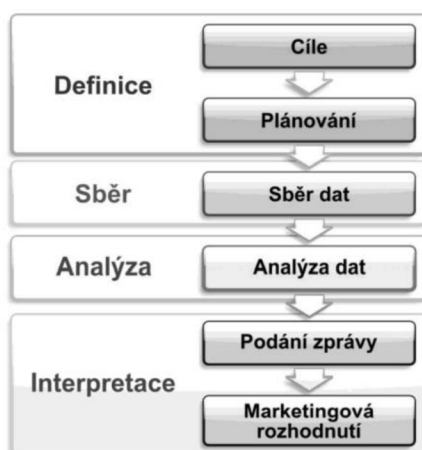 Definice
Cíle
Plánování
Sběr
Sběr dat
Analýza
Analýza dat
Interpretace
Podání zprávy
Marketingová
rozhodnutí